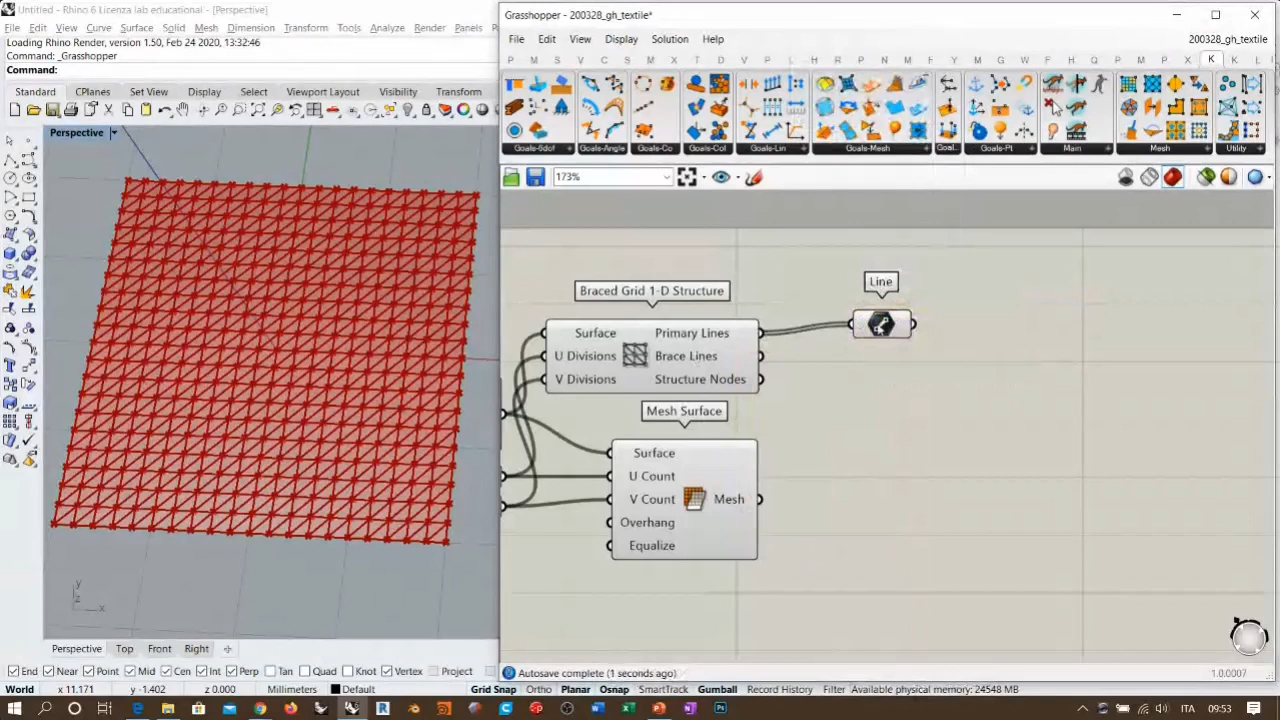 Untitled - Rhino 6 Licenza lab educational - [Perspective]
File Edit View Curve Surface Solid Mesh Dimension Transform Tools Analyze Render Panels
Loading Rhino Render, version 1.50, Feb 24 2020, 13:32:46
Command: _Grasshopper
Command:
Standard CPlanes Set View Display Select Viewport Layout Transform
Perspective
Grasshopper - 200328_gh_textile*
File Edit View Display Solution Help 200328_gh_textile
P M S V C S M I X T D V T P L B H P N A M F E W Y M J T M K K L
Goals-6dof Goals-Angle Goals-Co Goals-Col Goals-Lin Goals-Mesh Goal.. Goals-Pt Main Mesh Utility
173%
Line
Braced Grid 1-D Structure
Surface Primary Lines
U Divisions Brace Lines
V Divisions Structure Nodes
Mesh Surface
Surface
U Count
V Count Mesh
Overhang
Equalize
y
z x
Perspective Top Front Right
Autosave complete (1 seconds ago) 1.0.0007
End Near Point Mid Cen Int Perp Tan Quad Knot Vertex Project
World x 11.171 y -1.402 z 0.000 Millimeters Default Grid Snap Ortho Planar Osnap SmartTrack Gumball Record History Filter Available physical memory: 24548 MB
ITA 09:53